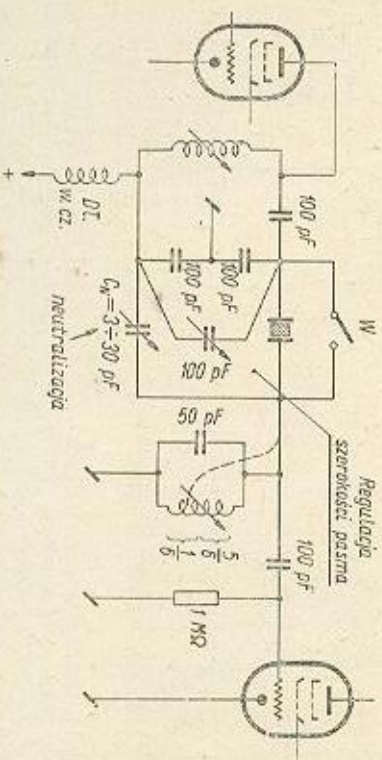 W
Regulacja
szerokości pasma
100 pF
100 pF
100 pF
100 pF
100 pF
Cₙ=3÷30 pF
neutralizacja
DŁ.
w.cz.
+
50 pF
5/6
1/6
1 MΩ